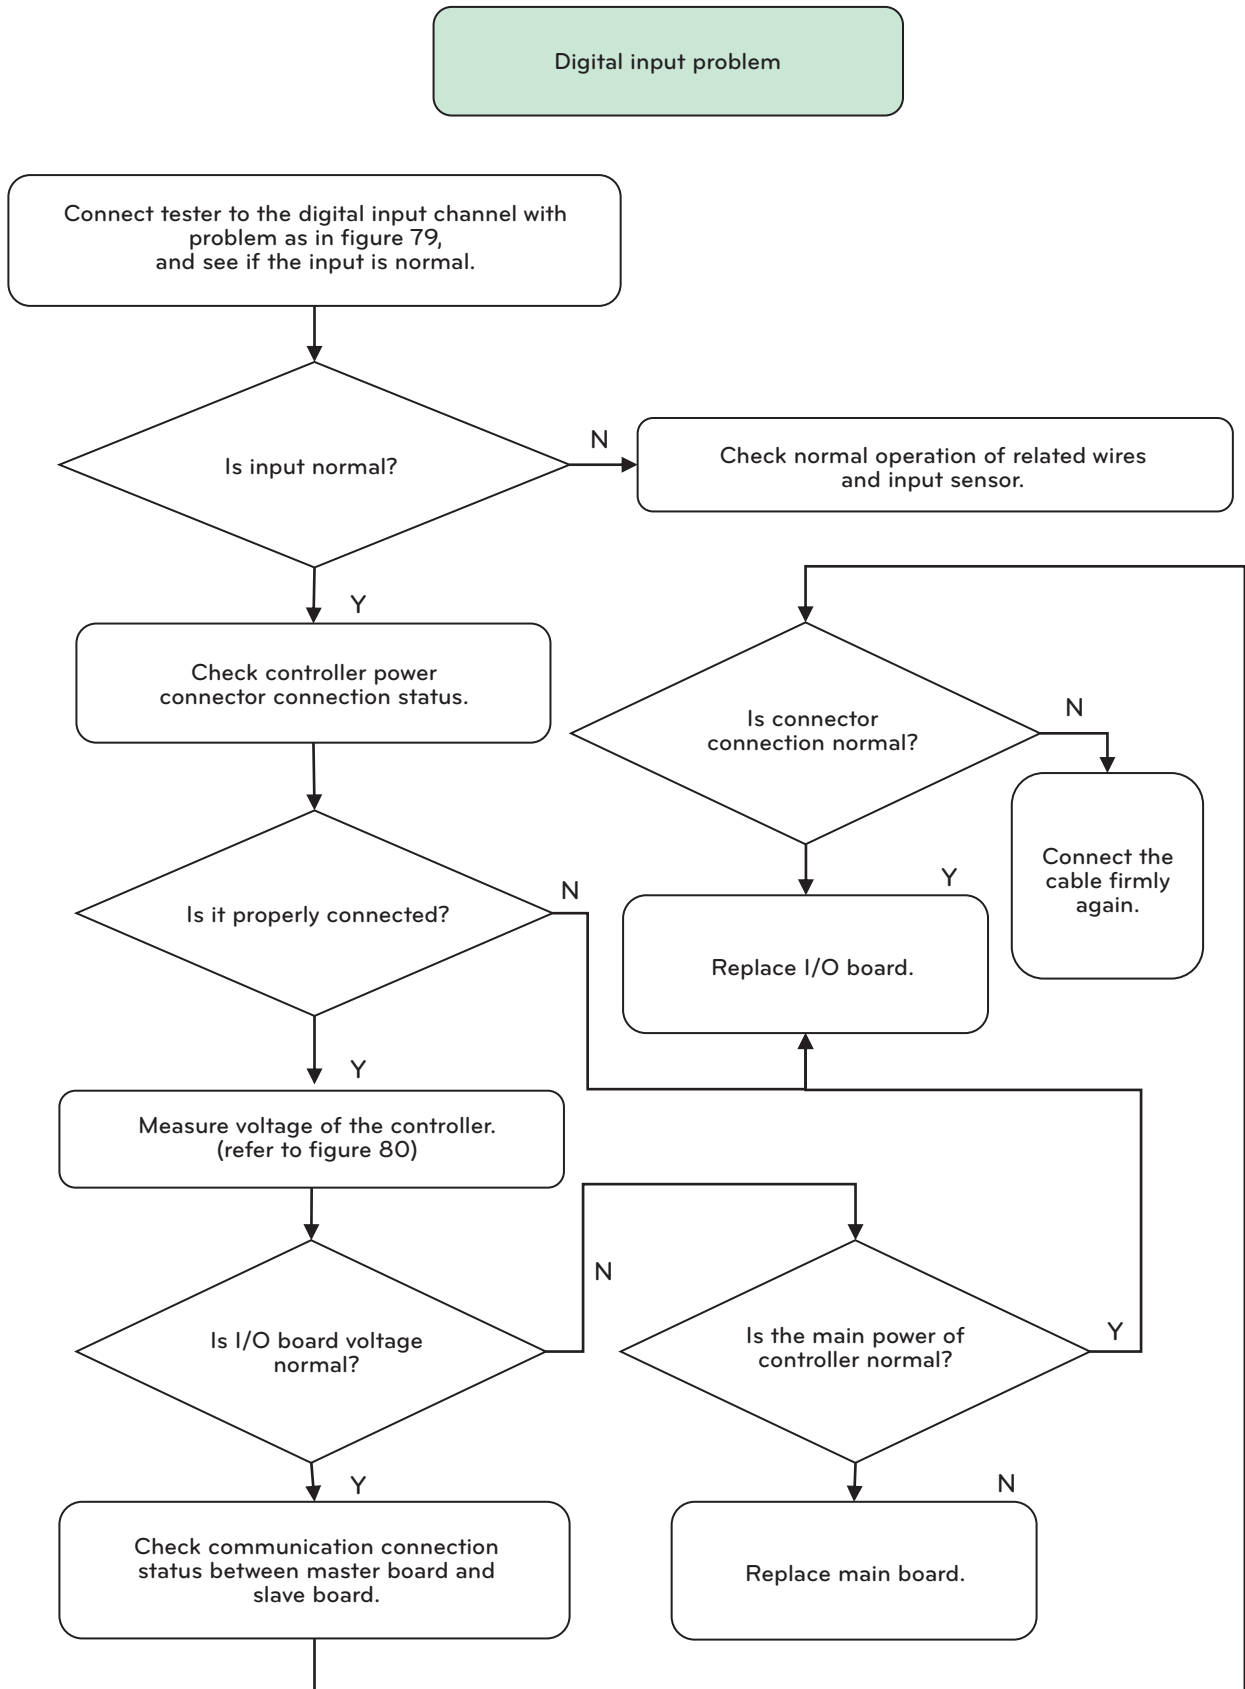 Digital input problem
Connect tester to the digital input channel with
problem as in figure 79,
and see if the input is normal.
Is input normal?
N
Check normal operation of related wires
and input sensor.
Y
Check controller power
connector connection status.
Is connector
connection normal?
N
Connect the
cable firmly
again.
Y
Replace I/O board.
Is it properly connected?
N
Y
Measure voltage of the controller.
(refer to figure 80)
Is I/O board voltage
normal?
N
Is the main power of
controller normal?
Y
Y
Check communication connection
status between master board and
slave board.
N
Replace main board.